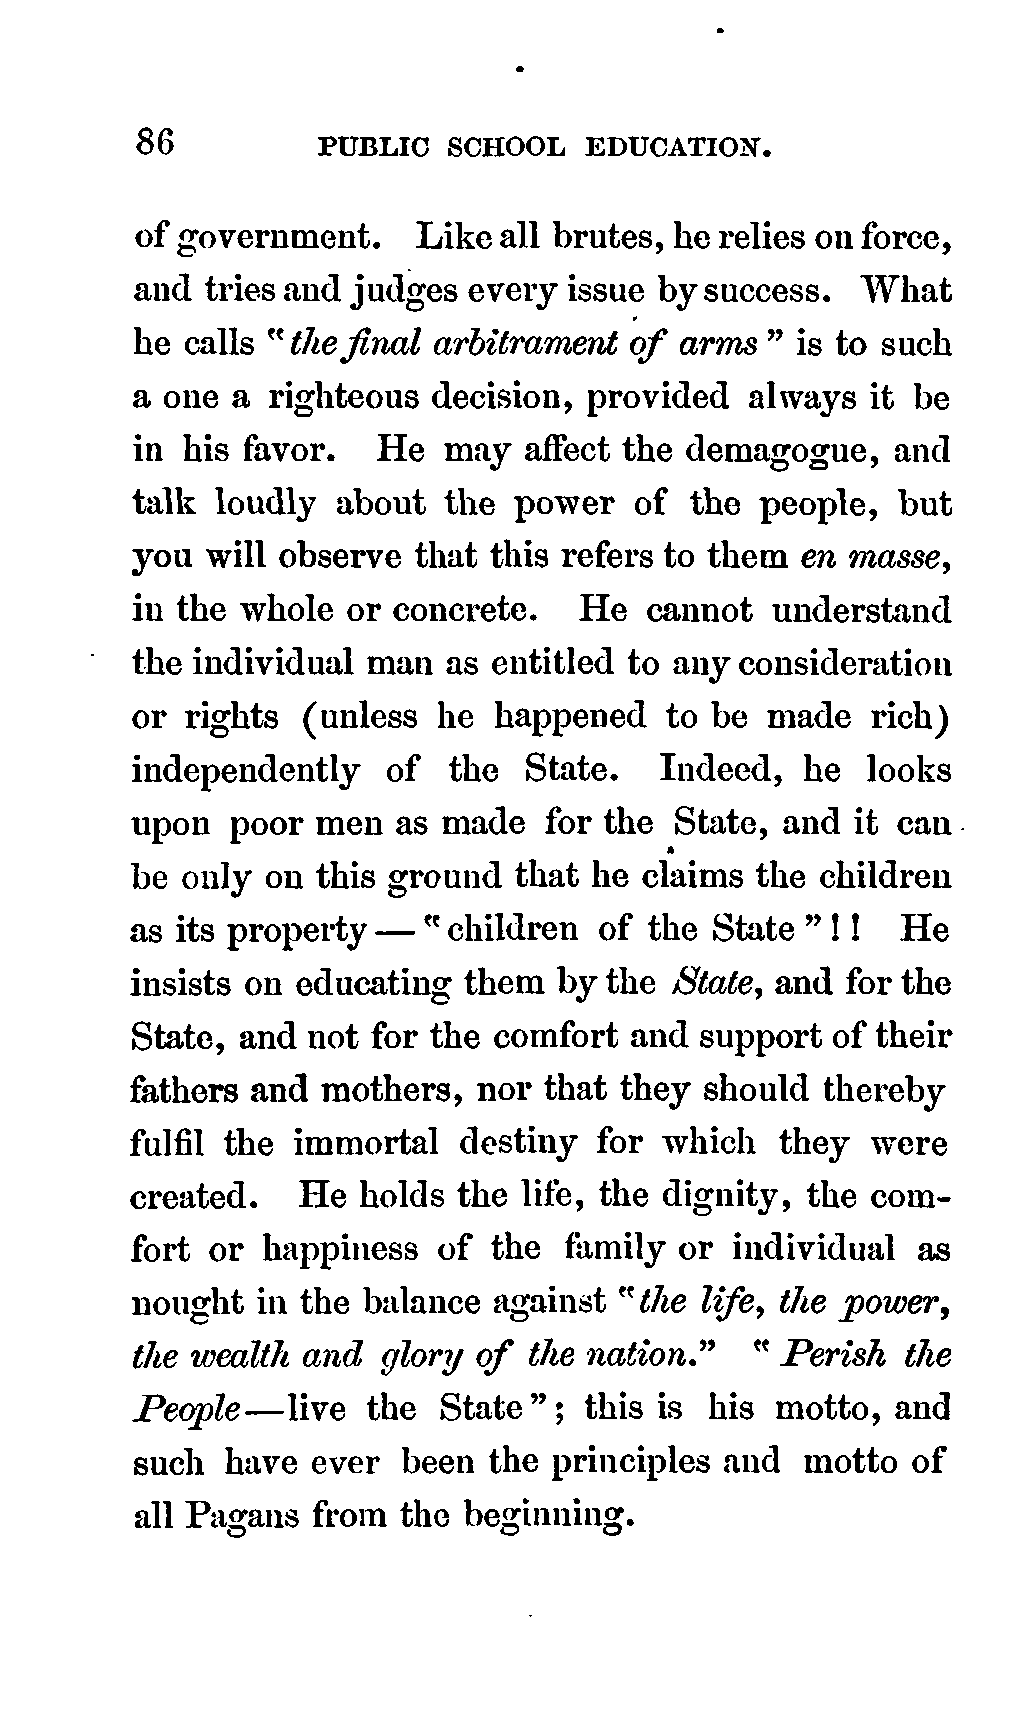 86 PUBLIC SCHOOL EDUCATION.
of government. Like all brutes, he relies on force,
and tries and judges every issue by success. What
he calls "the final arbitrament of arms" is to such
a one a righteous decision, provided always it be
in his favor. He may affect the demagogue, and
talk loudly about the power of the people, but
you will observe that this refers to them en masse,
in the whole or concrete. He cannot understand
the individual man as entitled to any consideration
or rights (unless he happened to be made rich)
independently of the State. Indeed, he looks
upon poor men as made for the State, and it can
be only on this ground that he claims the children
as its property — "children of the State"!! He
insists on educating them by the State, and for the
State, and not for the comfort and support of their
fathers and mothers, nor that they should thereby
fulfil the immortal destiny for which they were
created. He holds the life, the dignity, the com-
fort or happiness of the family or individual as
nought in the balance against "the life, the power,
the wealth and glory of the nation." "Perish the
People—live the State"; this is his motto, and
such have ever been the principles and motto of
all Pagans from the beginning.